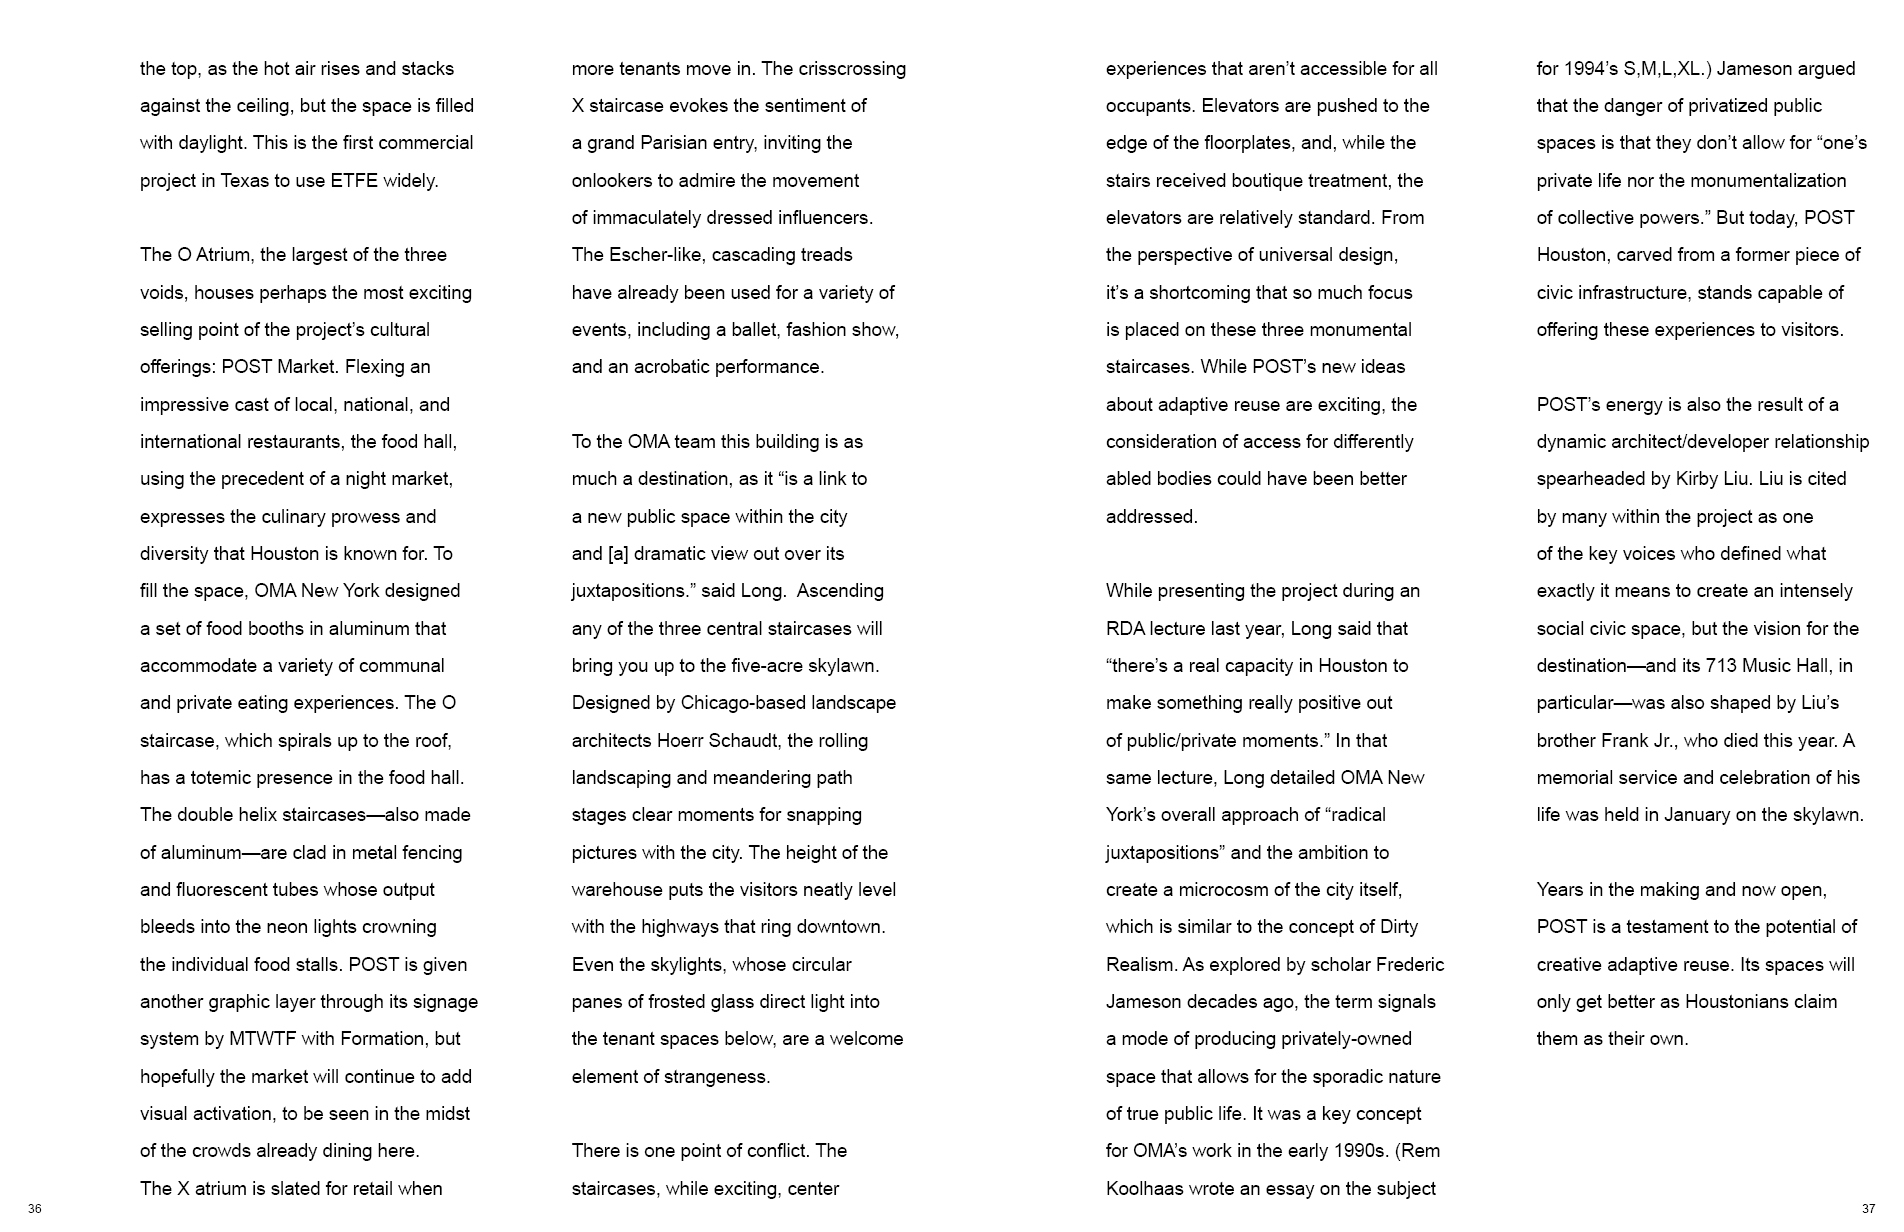 the top, as the hot air rises and stacks
against the ceiling, but the space is filled
with daylight. This is the first commercial
project in Texas to use ETFE widely.
The O Atrium, the largest of the three
voids, houses perhaps the most exciting
selling point of the project’s cultural
offerings: POST Market. Flexing an
impressive cast of local, national, and
international restaurants, the food hall,
using the precedent of a night market,
expresses the culinary prowess and
diversity that Houston is known for. To
fill the space, OMA New York designed
a set of food booths in aluminum that
accommodate a variety of communal
and private eating experiences. The O
staircase, which spirals up to the roof,
has a totemic presence in the food hall.
The double helix staircases—also made
of aluminum—are clad in metal fencing
and fluorescent tubes whose output
bleeds into the neon lights crowning
the individual food stalls. POST is given
another graphic layer through its signage
system by MTWTF with Formation, but
hopefully the market will continue to add
visual activation, to be seen in the midst
of the crowds already dining here.
The X atrium is slated for retail when
more tenants move in. The crisscrossing
X staircase evokes the sentiment of
a grand Parisian entry, inviting the
onlookers to admire the movement
of immaculately dressed influencers.
The Escher-like, cascading treads
have already been used for a variety of
events, including a ballet, fashion show,
and an acrobatic performance.
To the OMA team this building is as
much a destination, as it “is a link to
a new public space within the city
and [a] dramatic view out over its
juxtapositions.” said Long.  Ascending
any of the three central staircases will
bring you up to the five-acre skylawn.
Designed by Chicago-based landscape
architects Hoerr Schaudt, the rolling
landscaping and meandering path
stages clear moments for snapping
pictures with the city. The height of the
warehouse puts the visitors neatly level
with the highways that ring downtown.
Even the skylights, whose circular
panes of frosted glass direct light into
the tenant spaces below, are a welcome
element of strangeness.
There is one point of conflict. The
staircases, while exciting, center
experiences that aren’t accessible for all
occupants. Elevators are pushed to the
edge of the floorplates, and, while the
stairs received boutique treatment, the
elevators are relatively standard. From
the perspective of universal design,
it’s a shortcoming that so much focus
is placed on these three monumental
staircases. While POST’s new ideas
about adaptive reuse are exciting, the
consideration of access for differently
abled bodies could have been better
addressed.
While presenting the project during an
RDA lecture last year, Long said that
“there’s a real capacity in Houston to
make something really positive out
of public/private moments.” In that
same lecture, Long detailed OMA New
York’s overall approach of “radical
juxtapositions” and the ambition to
create a microcosm of the city itself,
which is similar to the concept of Dirty
Realism. As explored by scholar Frederic
Jameson decades ago, the term signals
a mode of producing privately-owned
space that allows for the sporadic nature
of true public life. It was a key concept
for OMA’s work in the early 1990s. (Rem
Koolhaas wrote an essay on the subject
for 1994’s S,M,L,XL.) Jameson argued
that the danger of privatized public
spaces is that they don’t allow for “one’s
private life nor the monumentalization
of collective powers.” But today, POST
Houston, carved from a former piece of
civic infrastructure, stands capable of
offering these experiences to visitors.
POST’s energy is also the result of a
dynamic architect/developer relationship
spearheaded by Kirby Liu. Liu is cited
by many within the project as one
of the key voices who defined what
exactly it means to create an intensely
social civic space, but the vision for the
destination—and its 713 Music Hall, in
particular—was also shaped by Liu’s
brother Frank Jr., who died this year. A
memorial service and celebration of his
life was held in January on the skylawn.
Years in the making and now open,
POST is a testament to the potential of
creative adaptive reuse. Its spaces will
only get better as Houstonians claim
them as their own.
36
37